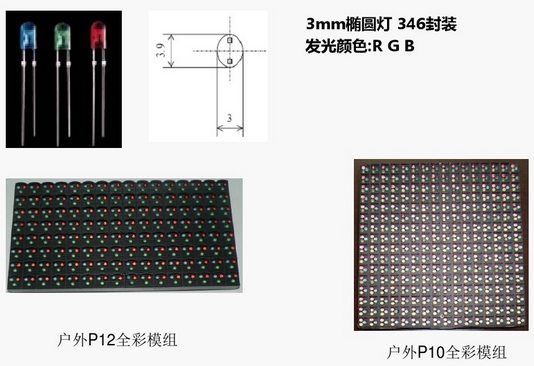 3mm椭圆灯 346封装
发光颜色:R G B
3.9
3
户外P12全彩模组
户外P10全彩模组